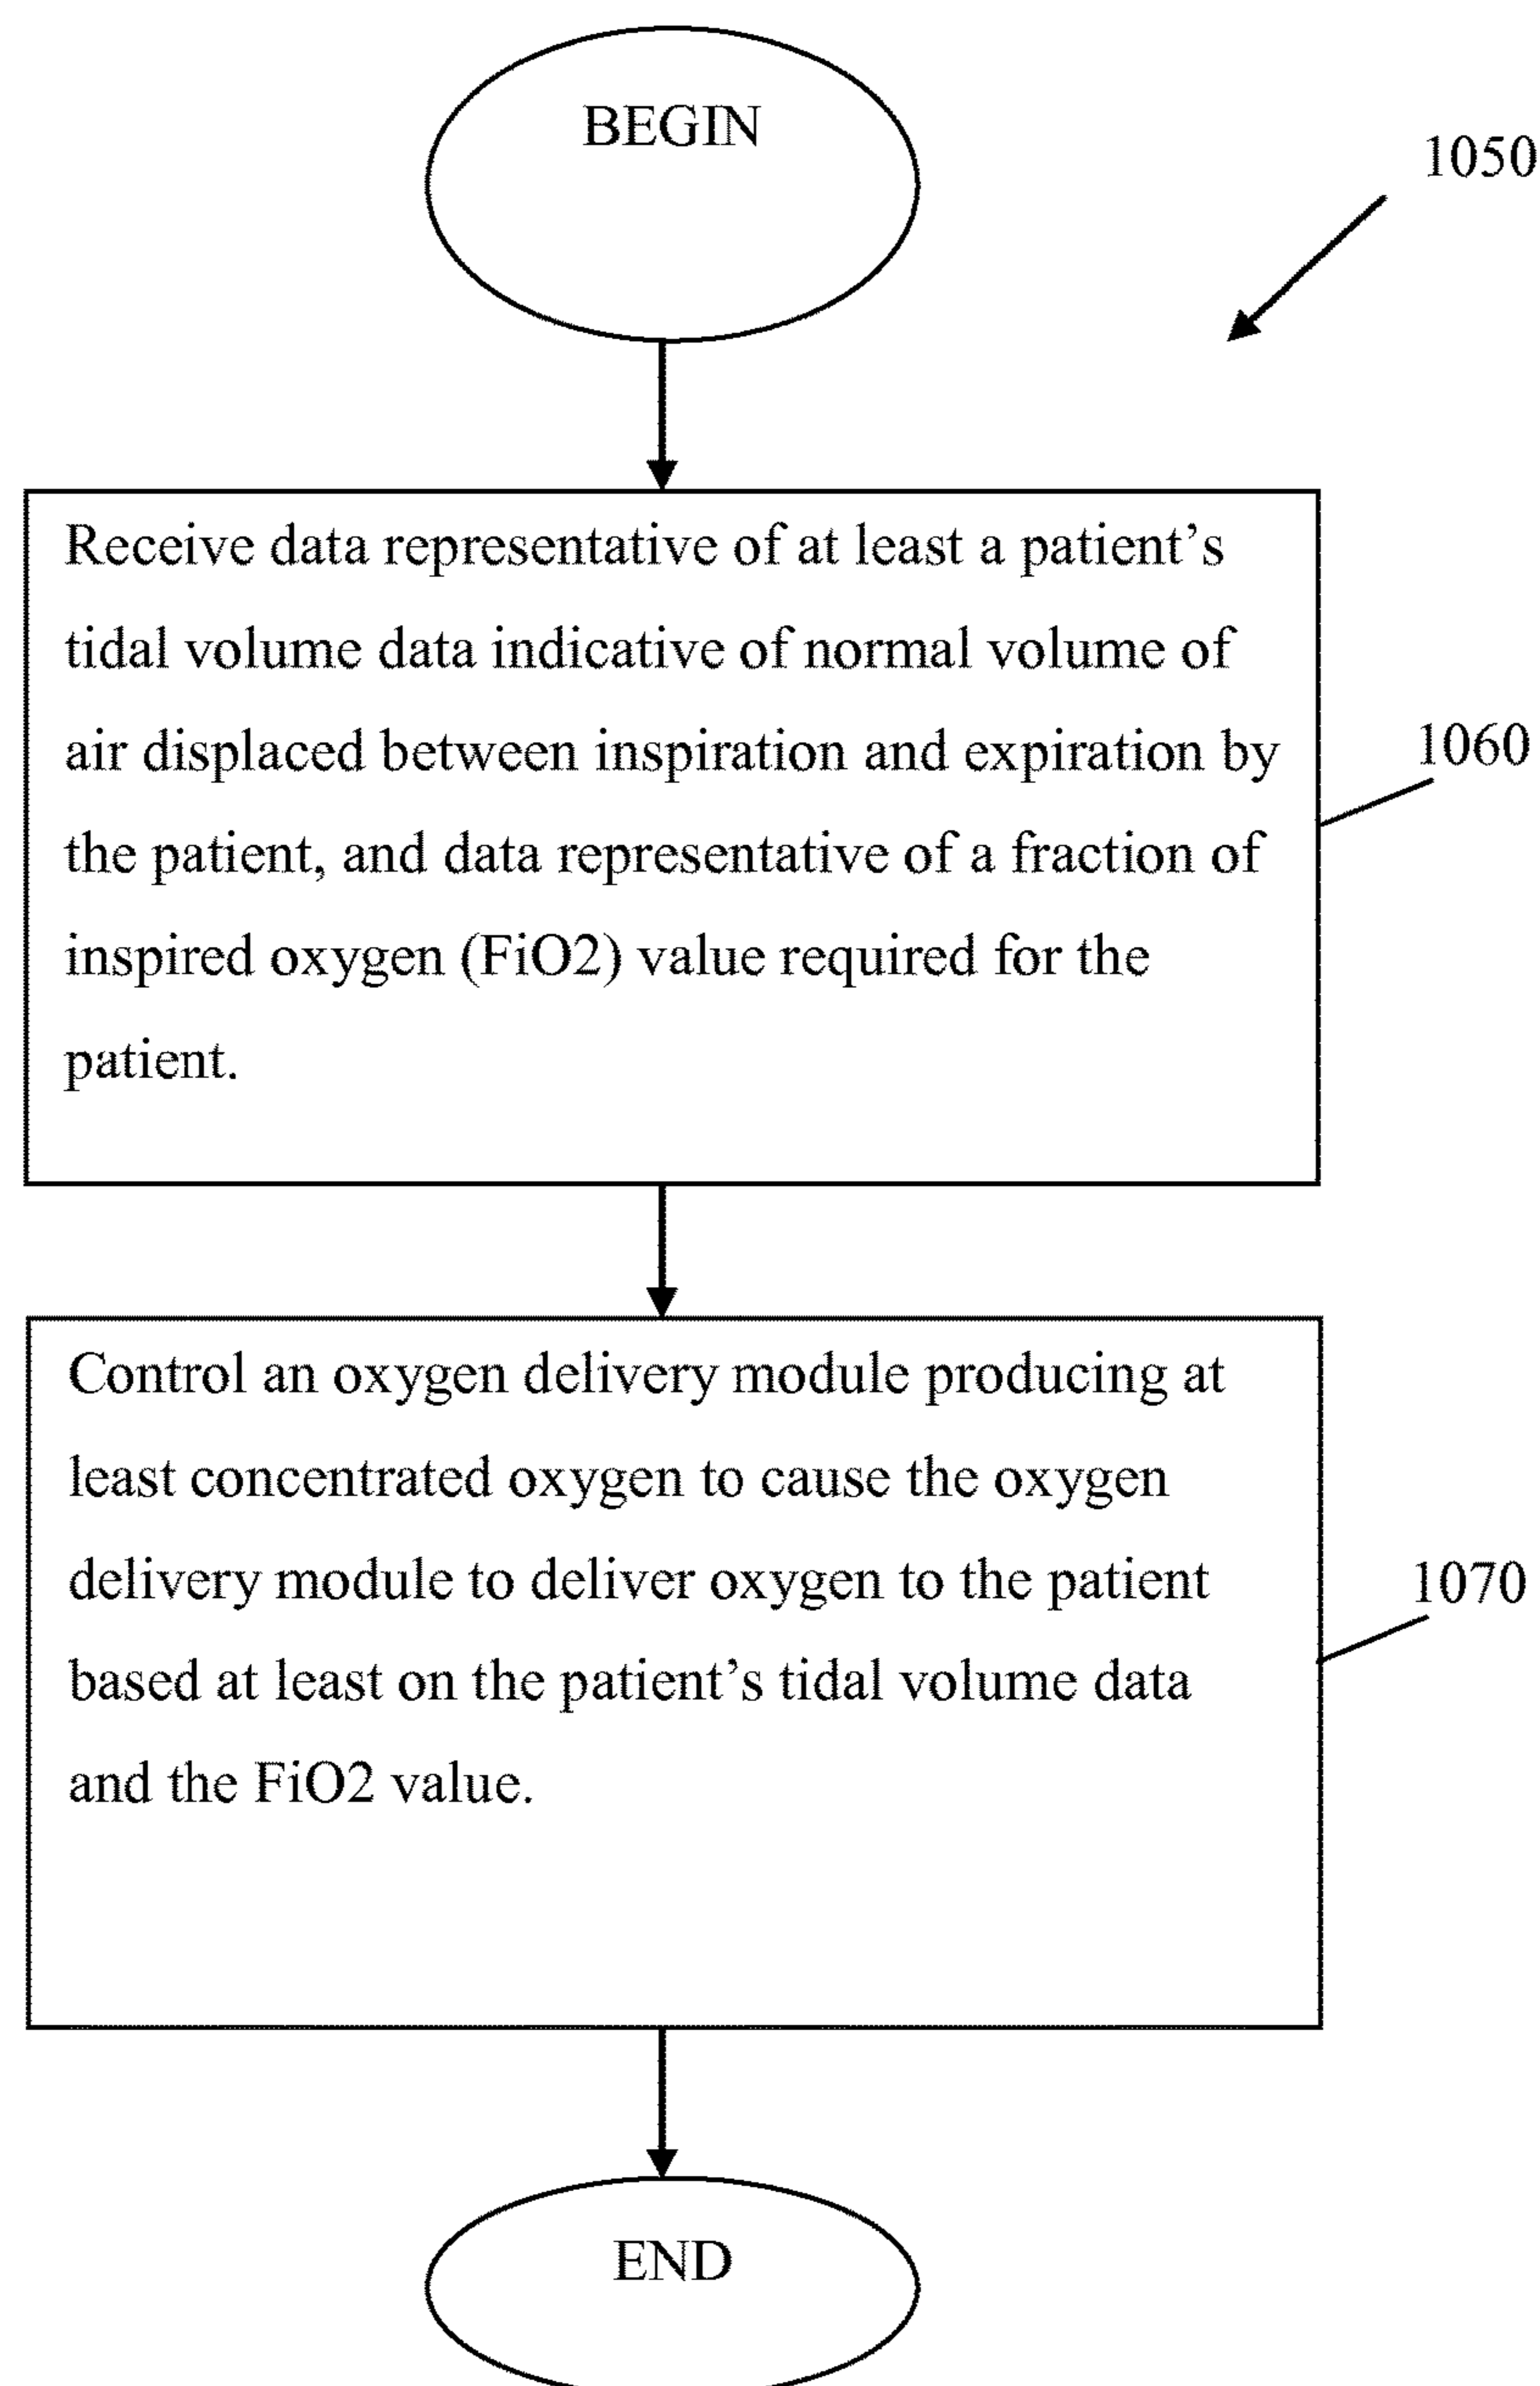 BEGIN
1050
Receive data representative of at least a patient’s
tidal volume data indicative of normal volume of
air displaced between inspiration and expiration by
the patient, and data representative of a fraction of
inspired oxygen (FiO2) value required for the
patient.
1060
Control an oxygen delivery module producing at
least concentrated oxygen to cause the oxygen
delivery module to deliver oxygen to the patient
based at least on the patient’s tidal volume data
and the FiO2 value.
1070
END